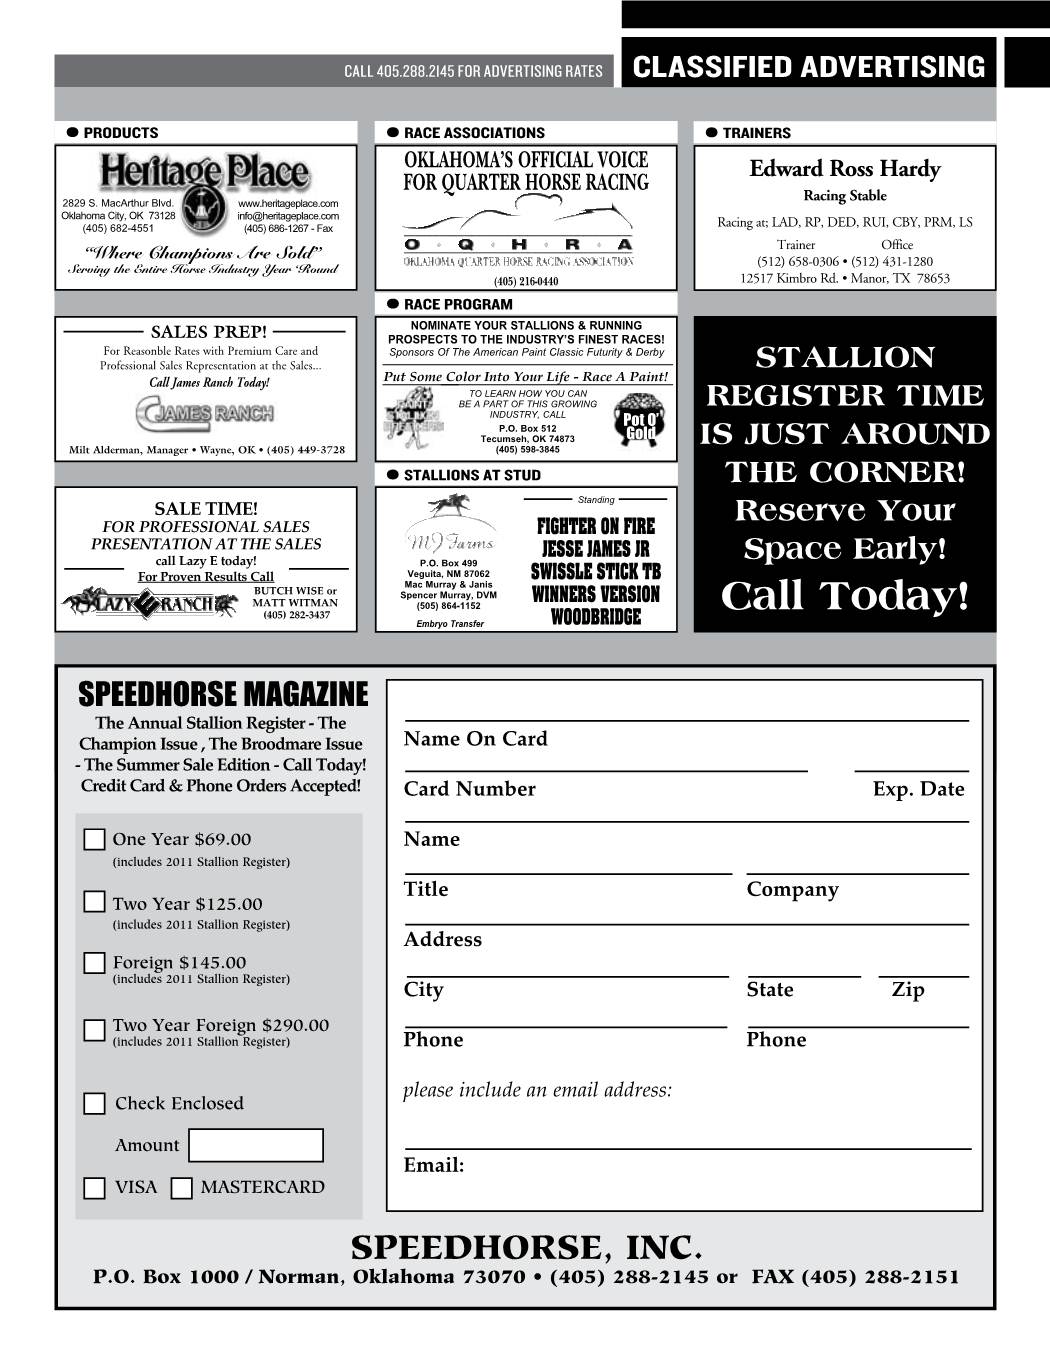 CALL 405.288.2145 FOR ADVERTISING RATES
CLASSIFIED ADVERTISING
● PRODUCTS
Heritage Place
2829 S. MacArthur Blvd.
Oklahoma City, OK 73128
(405) 682-4551
www.heritageplace.com
info@heritageplace.com
(405) 686-1267 - Fax
“Where Champions Are Sold”
Serving the Entire Horse Industry Year ’Round
SALES PREP!
For Reasonble Rates with Premium Care and
Professional Sales Representation at the Sales...
Call James Ranch Today!
JAMES RANCH
Milt Alderman, Manager • Wayne, OK • (405) 449-3728
SALE TIME!
FOR PROFESSIONAL SALES
PRESENTATION AT THE SALES
call Lazy E today!
For Proven Results Call
LAZY E RANCH
BUTCH WISE or
MATT WITMAN
(405) 282-3437
● RACE ASSOCIATIONS
OKLAHOMA’S OFFICIAL VOICE
FOR QUARTER HORSE RACING
O • Q • H • R • A
OKLAHOMA QUARTER HORSE RACING ASSOCIATION
(405) 216-0440
● RACE PROGRAM
NOMINATE YOUR STALLIONS & RUNNING
PROSPECTS TO THE INDUSTRY’S FINEST RACES!
Sponsors Of The American Paint Classic Futurity & Derby
Put Some Color Into Your Life - Race A Paint!
TO LEARN HOW YOU CAN
BE A PART OF THIS GROWING
INDUSTRY, CALL
P.O. Box 512
Tecumseh, OK 74873
(405) 598-3845
Pot O’
Gold
● STALLIONS AT STUD
MJ Farms
P.O. Box 499
Veguita, NM 87062
Mac Murray & Janis
Spencer Murray, DVM
(505) 864-1152
Embryo Transfer
Standing
FIGHTER ON FIRE
JESSE JAMES JR
SWISSLE STICK TB
WINNERS VERSION
WOODBRIDGE
● TRAINERS
Edward Ross Hardy
Racing Stable
Racing at; LAD, RP, DED, RUI, CBY, PRM, LS
Trainer Office
(512) 658-0306 • (512) 431-1280
12517 Kimbro Rd. • Manor, TX 78653
STALLION
REGISTER TIME
IS JUST AROUND
THE CORNER!
Reserve Your
Space Early!
Call Today!
SPEEDHORSE MAGAZINE
The Annual Stallion Register - The
Champion Issue , The Broodmare Issue
- The Summer Sale Edition - Call Today!
Credit Card & Phone Orders Accepted!
One Year $69.00
(includes 2011 Stallion Register)
Two Year $125.00
(includes 2011 Stallion Register)
Foreign $145.00
(includes 2011 Stallion Register)
Two Year Foreign $290.00
(includes 2011 Stallion Register)
Check Enclosed
Amount
VISA MASTERCARD
Name On Card
Card Number Exp. Date
Name
Title Company
Address
City State Zip
Phone Phone
please include an email address:
Email:
SPEEDHORSE, INC.
P.O. Box 1000 / Norman, Oklahoma 73070 • (405) 288-2145 or FAX (405) 288-2151